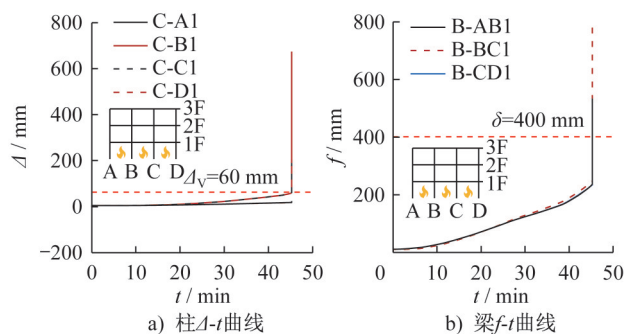 800
600
400
200
0
−200
Δ / mm
C-A1
C-B1
C-C1
C-D1
3F
2F
1F
A B C D
ΔV=60 mm
0 10 20 30 40 50
t / min
a) 柱Δ-t曲线
800
600
400
200
f / mm
B-AB1
B-BC1
B-CD1
δ=400 mm
3F
2F
1F
A B C D
0 10 20 30 40 50
t / min
b) 梁f-t曲线